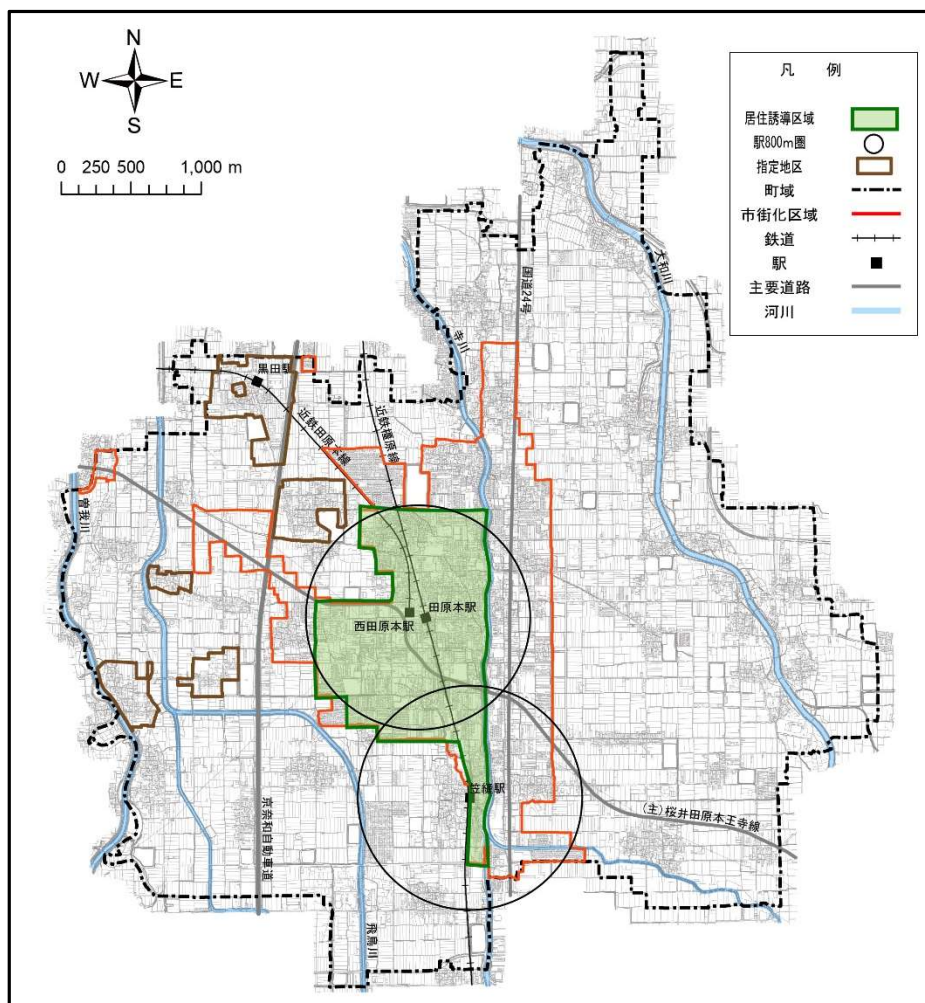 N
W E
S
0 250 500 1,000 m
凡 例
居住誘導区域
駅800m圏
指定地区
町域
市街化区域
鉄道
駅
主要道路
河川
大和川
国道24号
寺川
黒田駅
近鉄田原本線
近鉄橿原線
曽我川
田原本駅
西田原本駅
笠縫駅
(主)桜井田原本王寺線
京奈和自動車道
飛鳥川